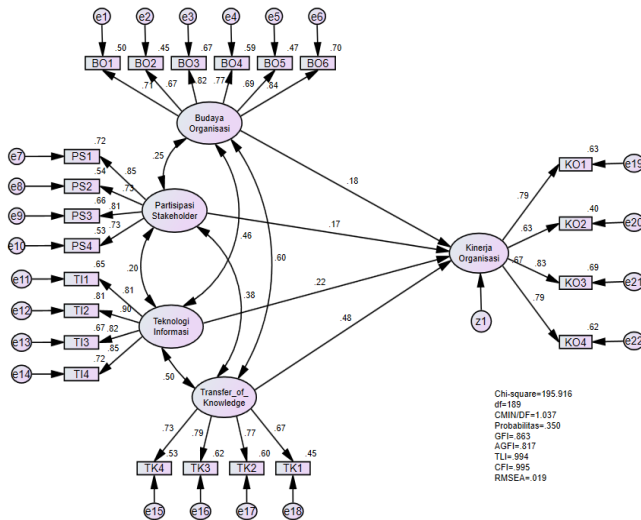 e1 e2 e3 e4 e5 e6
.50 .45 .67 .59 .47 .70
BO1 BO2 BO3 BO4 BO5 BO6
.71 .67 .82 .77 .69 .84
Budaya
Organisasi
e7 PS1 .72
e8 PS2 .54
e9 PS3 .66
e10 PS4 .53
.85
.73
.81
.73
Partisipasi
Stakeholder
.25
.20
.46
.60
.38
.50
e11 TI1 .65
e12 TI2 .81
e13 TI3 .67
e14 TI4 .72
.81
.90
.82
.85
Teknologi
Informasi
Transfer_of_
Knowledge
.18
.17
.22
.48
Kinerja
Organisasi
.67
z1
.79
.63
.83
.79
.63
KO1 e19
.40
KO2 e20
.69
KO3 e21
.62
KO4 e22
.73 .79 .77 .67
.53 .62 .60 .45
TK4 TK3 TK2 TK1
e15 e16 e17 e18
Chi-square=195.916
df=189
CMIN/DF=1.037
Probabilitas=.350
GFI=.863
AGFI=.817
TLI=.994
CFI=.995
RMSEA=.019